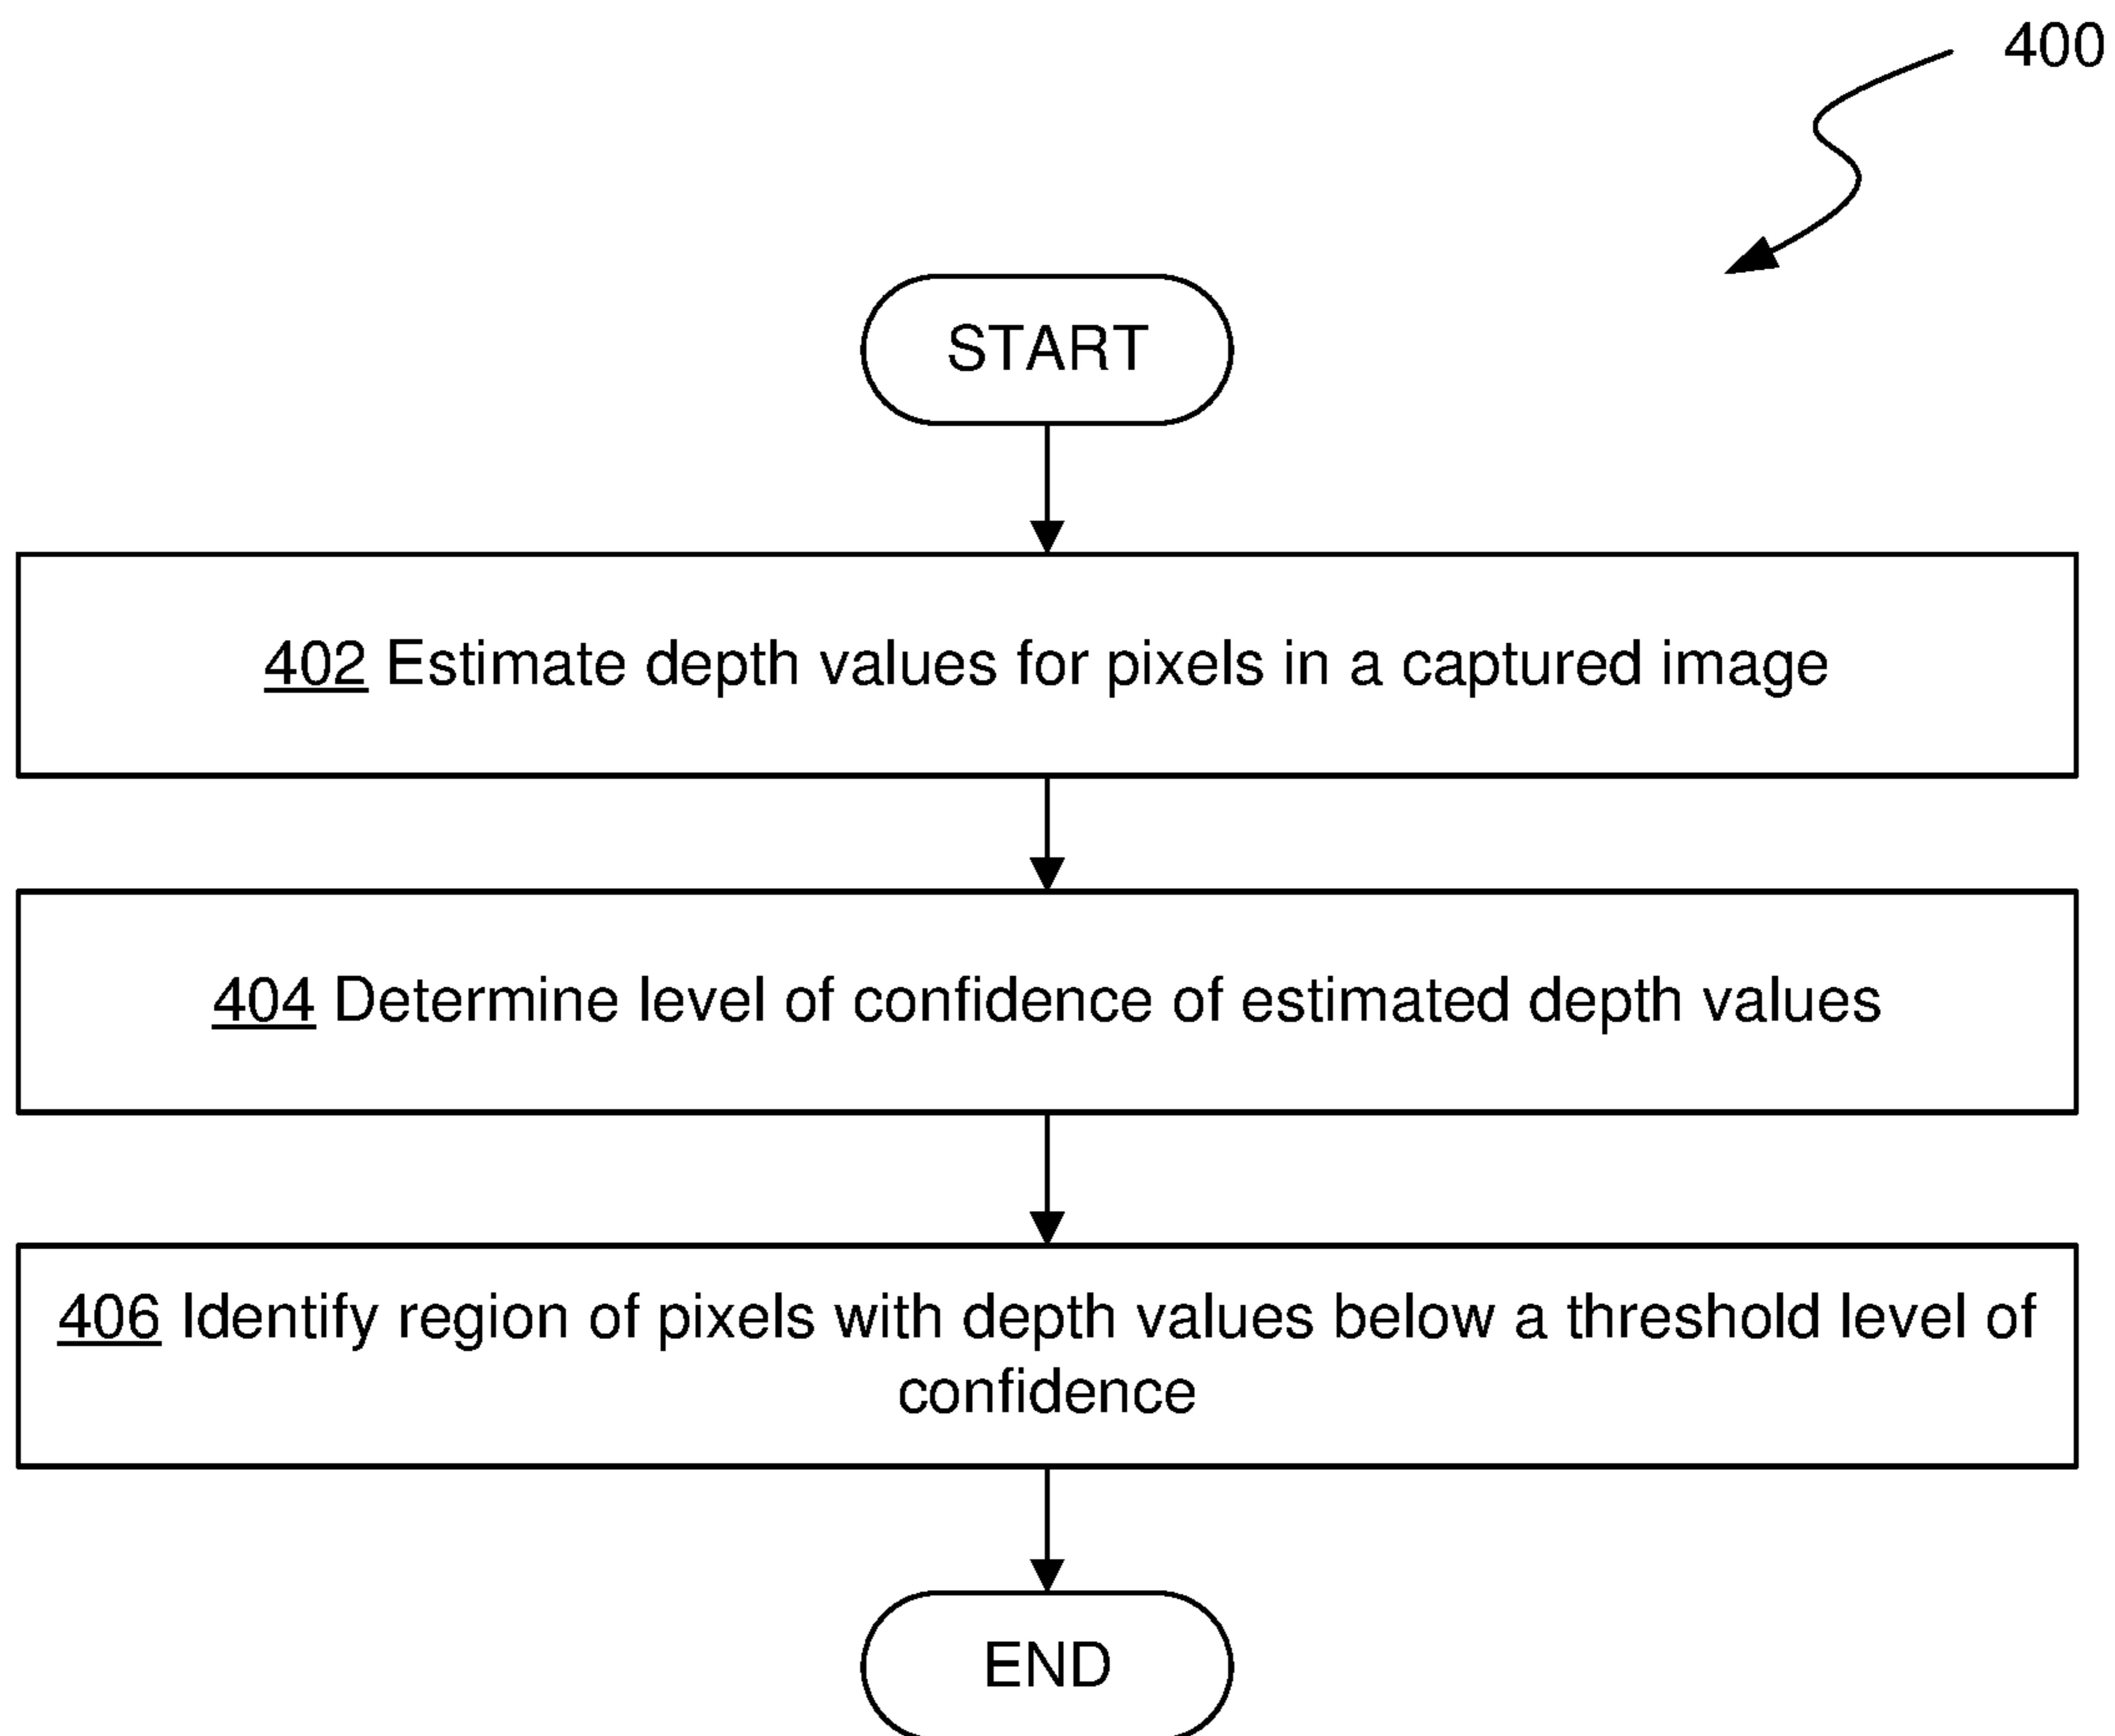 400
START
402 Estimate depth values for pixels in a captured image
404 Determine level of confidence of estimated depth values
406 Identify region of pixels with depth values below a threshold level of
confidence
END